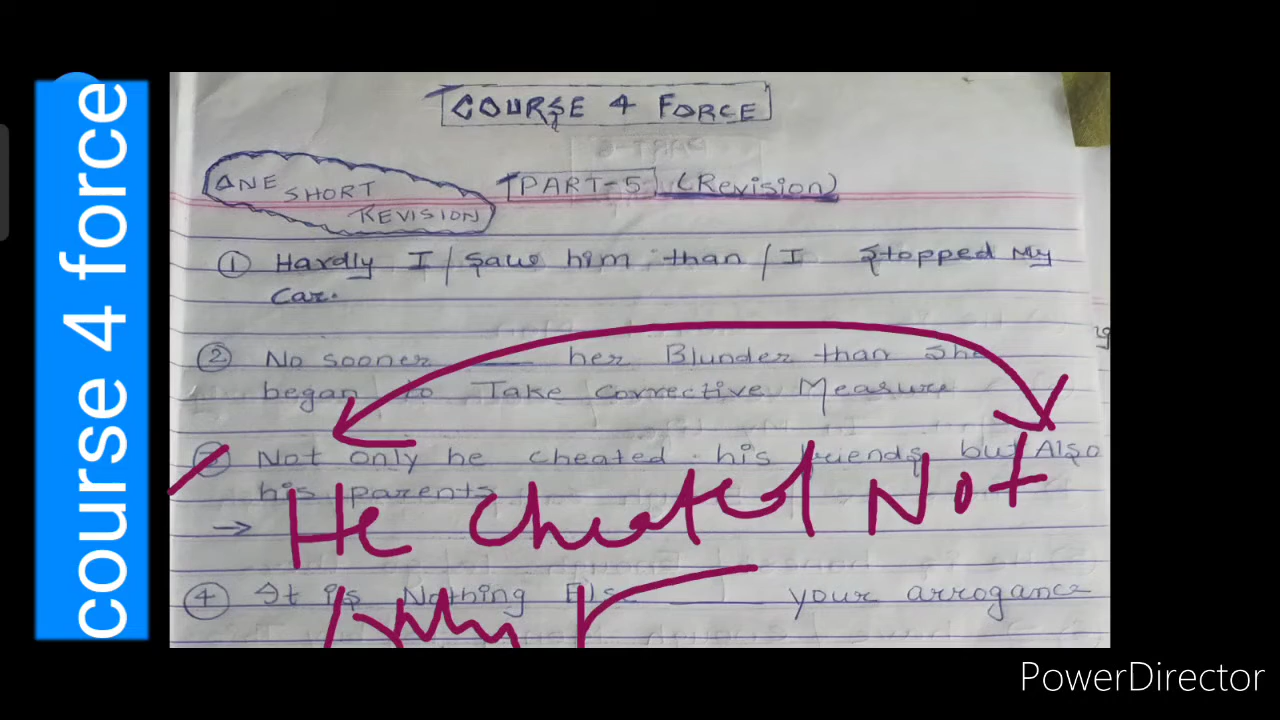 course 4 force
COURSE 4 FORCE
ONE SHORT REVISION
PART-5 (Revision)
① Hardly I / saw him than / I stopped My
Car.
② No sooner ___ her Blunder than She
began to Take Corrective Measure
③ Not only he cheated his friends but Also
his parents
He cheated Not
→
④ It is Nothing Else ___ your arrogance
PowerDirector